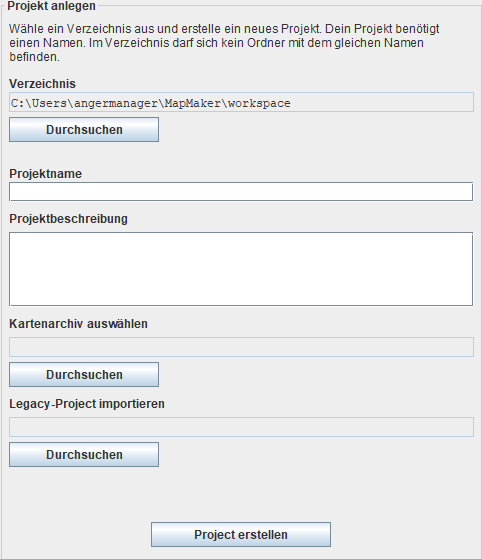 Projekt anlegen
Wähle ein Verzeichnis aus und erstelle ein neues Projekt. Dein Projekt benötigt
einen Namen. Im Verzeichnis darf sich kein Ordner mit dem gleichen Namen
befinden.
Verzeichnis
C:\Users\angermanager\MapMaker\workspace
Durchsuchen
Projektname
Projektbeschreibung
Kartenarchiv auswählen
Durchsuchen
Legacy-Project importieren
Durchsuchen
Project erstellen